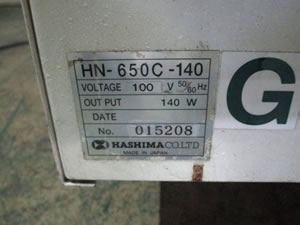 HN-650C-140
VOLTAGE 100 V 50/60 Hz
OUT PUT 140 W
DATE
No. 015208
HASHIMA CO.LTD
MADE IN JAPAN
G